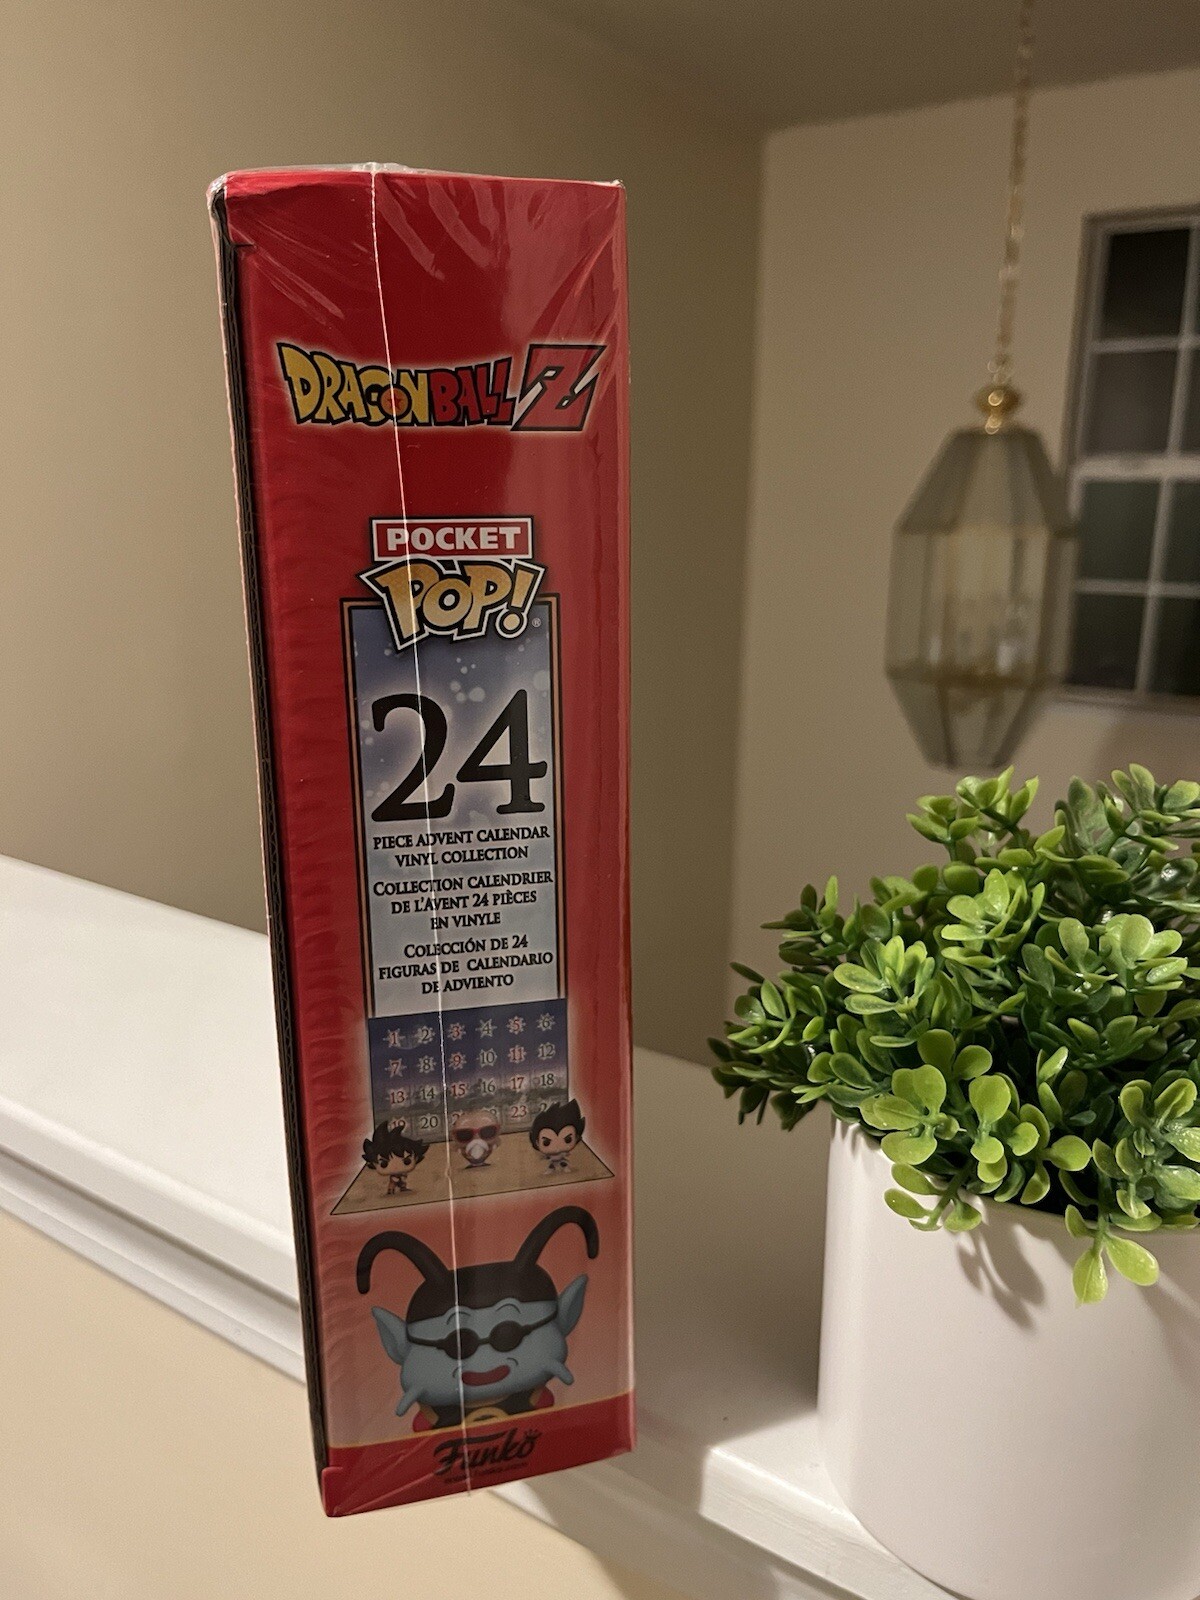 DRAGONBALL Z
POCKET
POP!
®
24
PIECE ADVENT CALENDAR
VINYL COLLECTION
COLLECTION CALENDRIER
DE L'AVENT 24 PIÈCES
EN VINYLE
COLECCIÓN DE 24
FIGURAS DE CALENDARIO
DE ADVIENTO
1 2 3 4 5 6
7 8 9 10 11 12
13 14 15 16 17 18
19 20 23
Funko